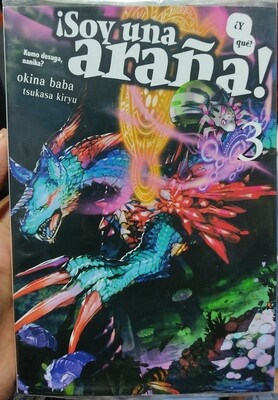 ¡Soy una
araña!
¿Y
qué?
Kumo desuga,
nanika?
okina baba
tsukasa kiryu
3